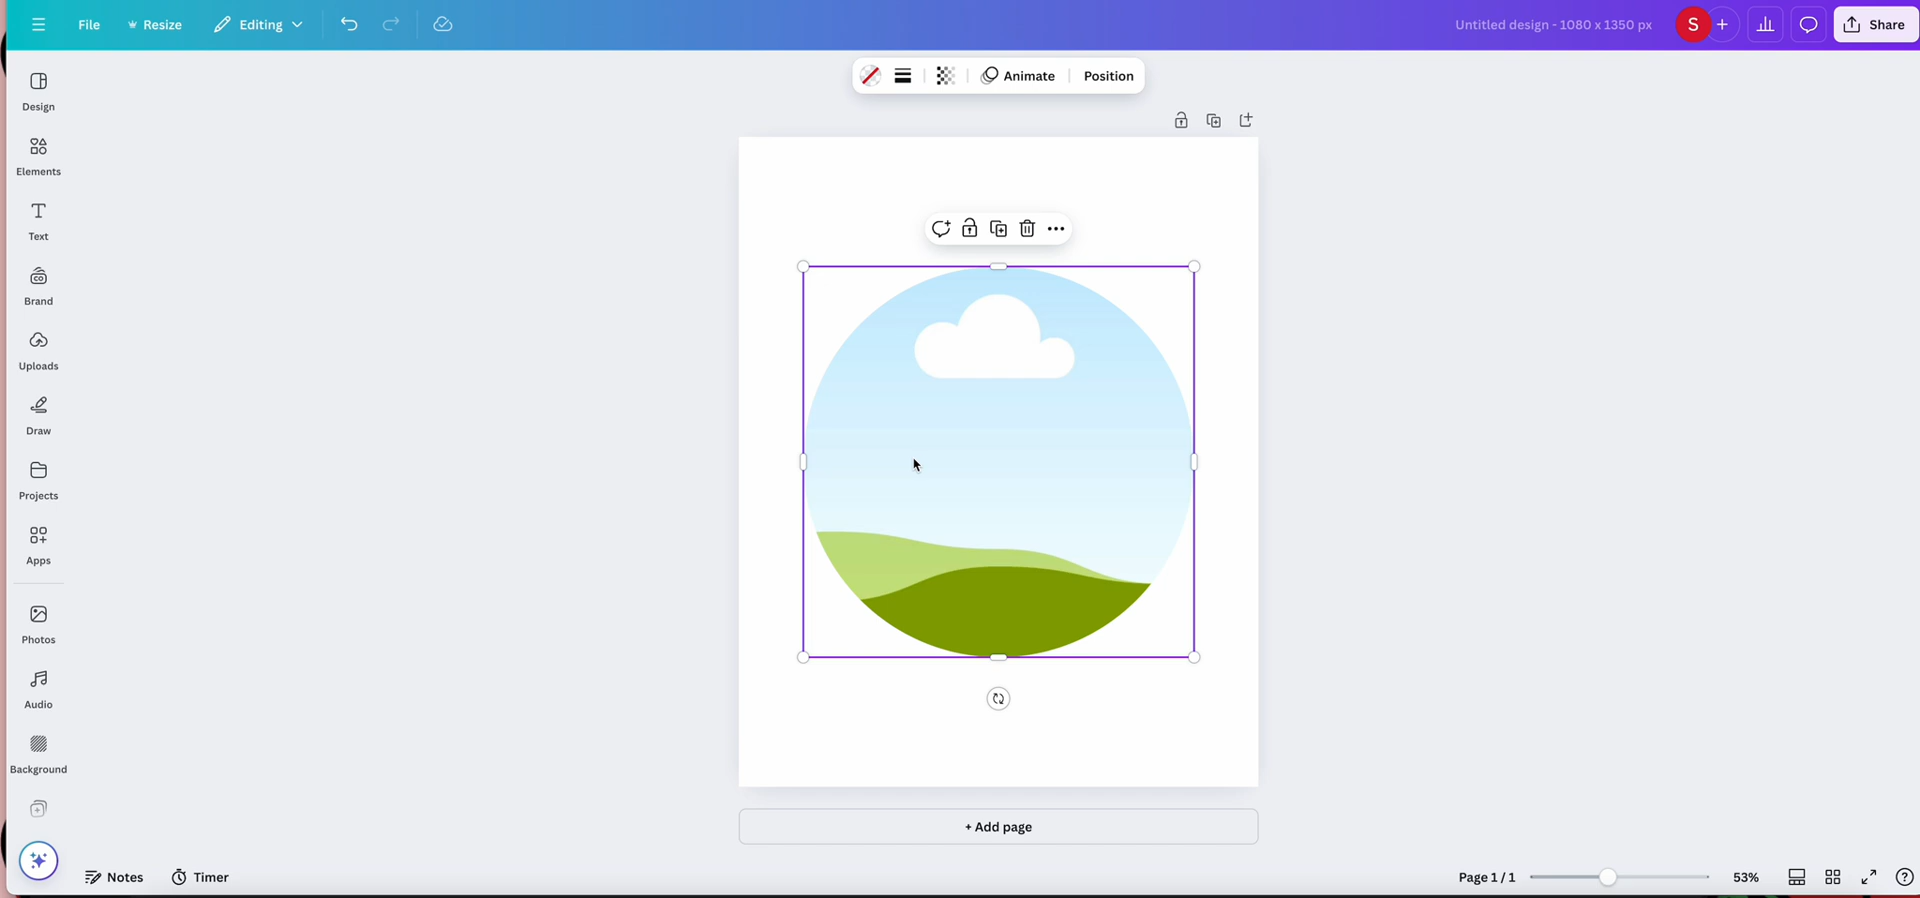 File Resize Editing Untitled design - 1080 x 1350 px S Share
Animate Position
Design
Elements
Text
Brand
Uploads
Draw
Projects
Apps
Photos
Audio
Background
+ Add page
Notes Timer Page 1 / 1 53%